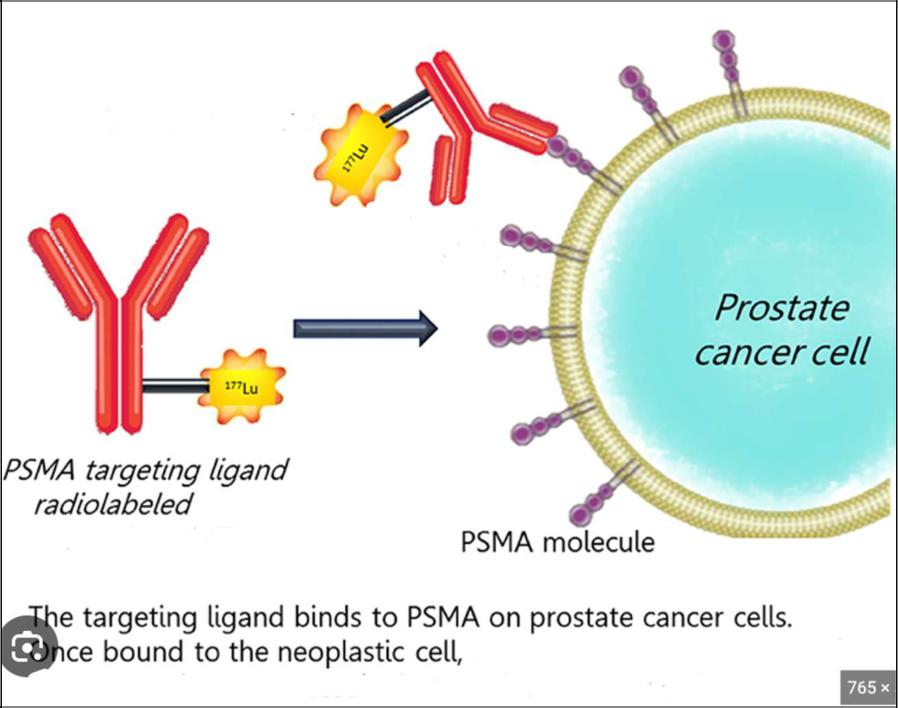 ¹⁷⁷Lu
Prostate
cancer cell
¹⁷⁷Lu
PSMA targeting ligand
radiolabeled
PSMA molecule
The targeting ligand binds to PSMA on prostate cancer cells.
Once bound to the neoplastic cell,
765 ×